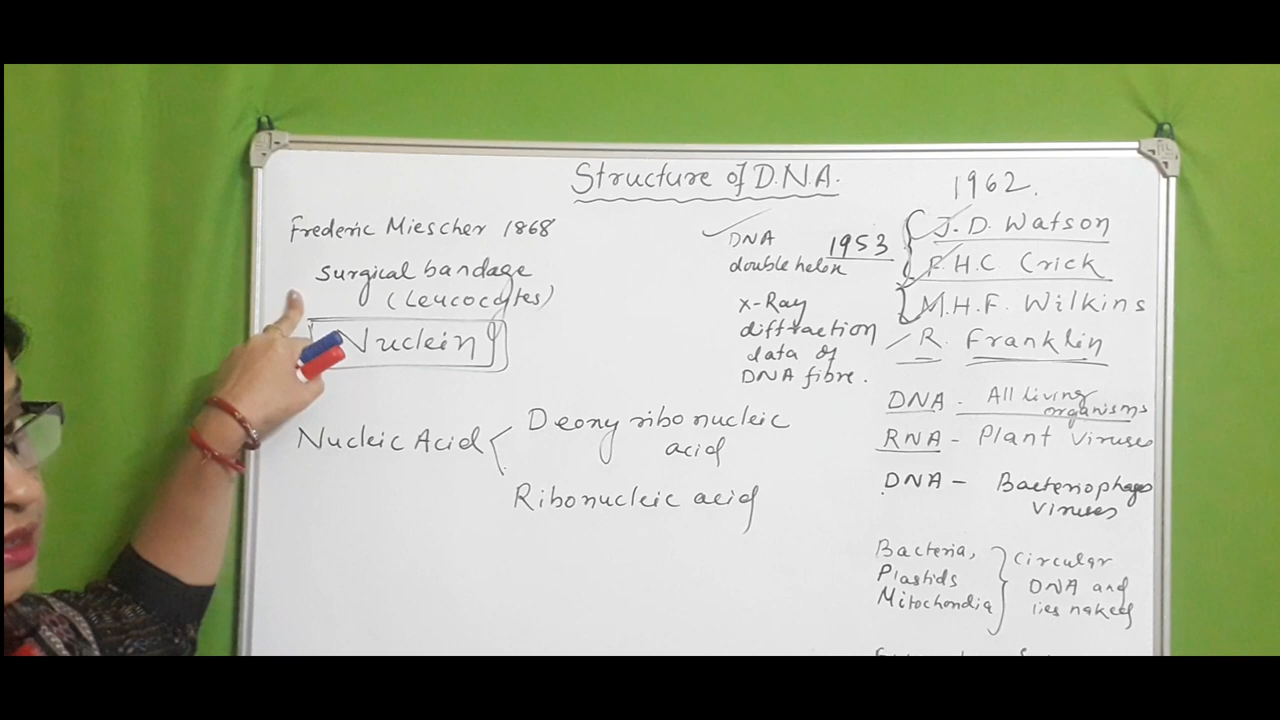 Structure of D.N.A.
Frederic Miescher 1868
Surgical bandage
(Leucocytes)
Nuclein
Nucleic Acid
Deoxy ribonucleic
acid
Ribonucleic acid
DNA
double helix
1953
x-Ray
diffraction
data of
DNA fibre.
1962.
J. D. Watson
F. H. C Crick
M. H. F. Wilkins
R. Franklin
DNA - All living
organisms
RNA - Plant Viruses
DNA - Bacteriophages
Viruses
Bacteria,
Plastids
Mitochondia
Circular
DNA and
lies naked